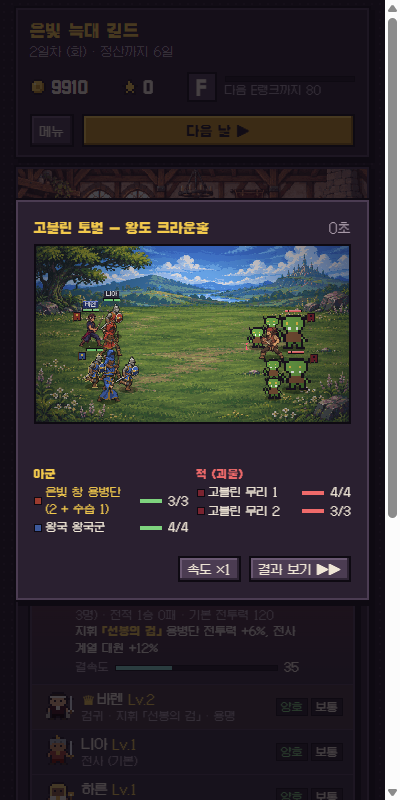 은빛 늑대 길드
2일치 (화) · 정산까지 6일
9910 0 F 다음 E랭크까지 80
메뉴 다음 날 ▶
고블린 토벌 — 왕도 크라운홀 0초
바렌 니아
아군 적 (괴물)
은빛 창 용병단 (2 + 수습 1) 3/3
왕국 왕국군 4/4
고블린 무리 1 4/4
고블린 무리 2 3/3
속도 ×1 결과 보기 ▶▶
3명) · 전적 1승 0패 · 기본 전투력 120
지휘 「선봉의 검」 용병단 전투력 +6%, 전사
계열 대원 +12%
결속도 35
바렌 Lv.2 양호 보통
검귀 · 지휘 「선봉의 검」 · 용명
니아 Lv.1 양호 보통
전사 (기본)
하른 Lv.1 양호 보통